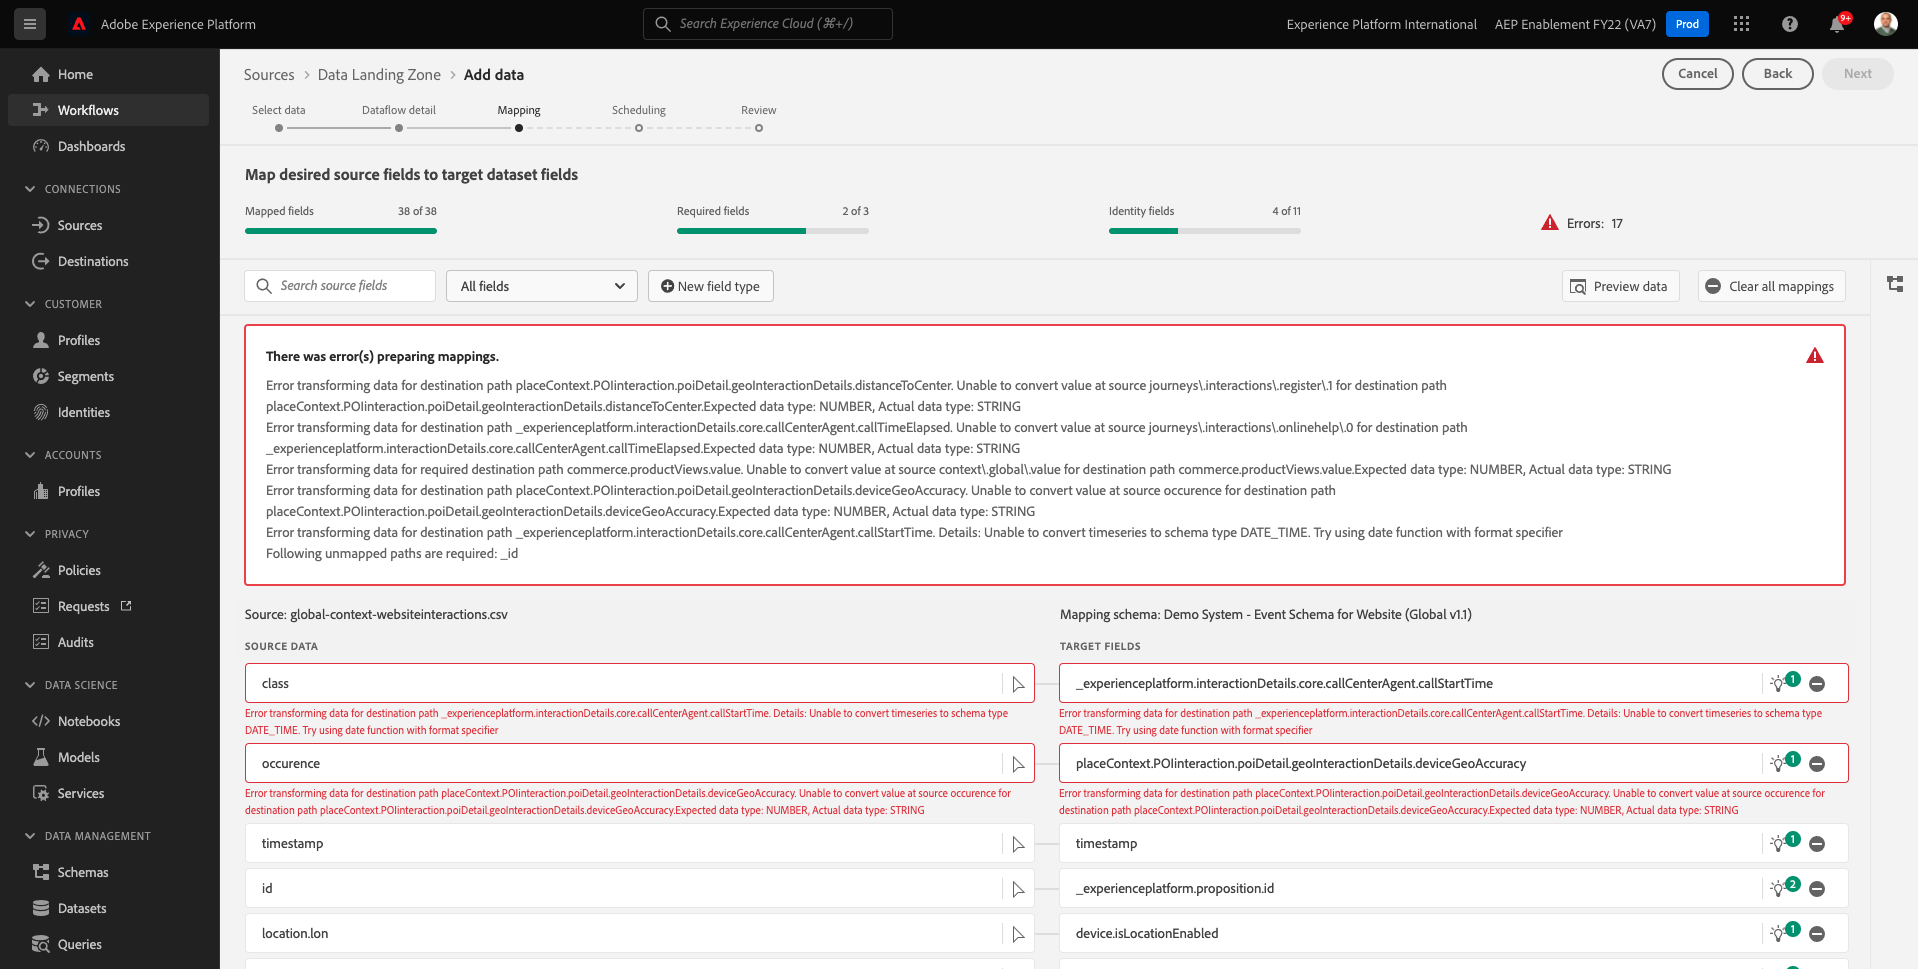 Adobe Experience Platform
Search Experience Cloud (⌘+/)
Experience Platform International
AEP Enablement FY22 (VA7)
Prod
9+
Home
Workflows
Dashboards
CONNECTIONS
Sources
Destinations
CUSTOMER
Profiles
Segments
Identities
ACCOUNTS
Profiles
PRIVACY
Policies
Requests
Audits
DATA SCIENCE
Notebooks
Models
Services
DATA MANAGEMENT
Schemas
Datasets
Queries
Sources > Data Landing Zone > Add data
Cancel
Back
Next
Select data
Dataflow detail
Mapping
Scheduling
Review
Map desired source fields to target dataset fields
Mapped fields 38 of 38
Required fields 2 of 3
Identity fields 4 of 11
Errors: 17
Search source fields
All fields
New field type
Preview data
Clear all mappings
There was error(s) preparing mappings.
Error transforming data for destination path placeContext.POIinteraction.poiDetail.geoInteractionDetails.distanceToCenter. Unable to convert value at source journeys\.interactions\.register\.1 for destination path
placeContext.POIinteraction.poiDetail.geoInteractionDetails.distanceToCenter.Expected data type: NUMBER, Actual data type: STRING
Error transforming data for destination path _experienceplatform.interactionDetails.core.callCenterAgent.callTimeElapsed. Unable to convert value at source journeys\.interactions\.onlinehelp\.0 for destination path
_experienceplatform.interactionDetails.core.callCenterAgent.callTimeElapsed.Expected data type: NUMBER, Actual data type: STRING
Error transforming data for required destination path commerce.productViews.value. Unable to convert value at source context\.global\.value for destination path commerce.productViews.value.Expected data type: NUMBER, Actual data type: STRING
Error transforming data for destination path placeContext.POIinteraction.poiDetail.geoInteractionDetails.deviceGeoAccuracy. Unable to convert value at source occurence for destination path
placeContext.POIinteraction.poiDetail.geoInteractionDetails.deviceGeoAccuracy.Expected data type: NUMBER, Actual data type: STRING
Error transforming data for destination path _experienceplatform.interactionDetails.core.callCenterAgent.callStartTime. Details: Unable to convert timeseries to schema type DATE_TIME. Try using date function with format specifier
Following unmapped paths are required: _id
Source: global-context-websiteinteractions.csv
Mapping schema: Demo System - Event Schema for Website (Global v1.1)
SOURCE DATA
TARGET FIELDS
class
_experienceplatform.interactionDetails.core.callCenterAgent.callStartTime
1
Error transforming data for destination path _experienceplatform.interactionDetails.core.callCenterAgent.callStartTime. Details: Unable to convert timeseries to schema type
DATE_TIME. Try using date function with format specifier
Error transforming data for destination path _experienceplatform.interactionDetails.core.callCenterAgent.callStartTime. Details: Unable to convert timeseries to schema type
DATE_TIME. Try using date function with format specifier
occurence
placeContext.POIinteraction.poiDetail.geoInteractionDetails.deviceGeoAccuracy
1
Error transforming data for destination path placeContext.POIinteraction.poiDetail.geoInteractionDetails.deviceGeoAccuracy. Unable to convert value at source occurence for
destination path placeContext.POIinteraction.poiDetail.geoInteractionDetails.deviceGeoAccuracy.Expected data type: NUMBER, Actual data type: STRING
Error transforming data for destination path placeContext.POIinteraction.poiDetail.geoInteractionDetails.deviceGeoAccuracy. Unable to convert value at source occurence for
destination path placeContext.POIinteraction.poiDetail.geoInteractionDetails.deviceGeoAccuracy.Expected data type: NUMBER, Actual data type: STRING
timestamp
timestamp
1
id
_experienceplatform.proposition.id
2
location.lon
device.isLocationEnabled
1